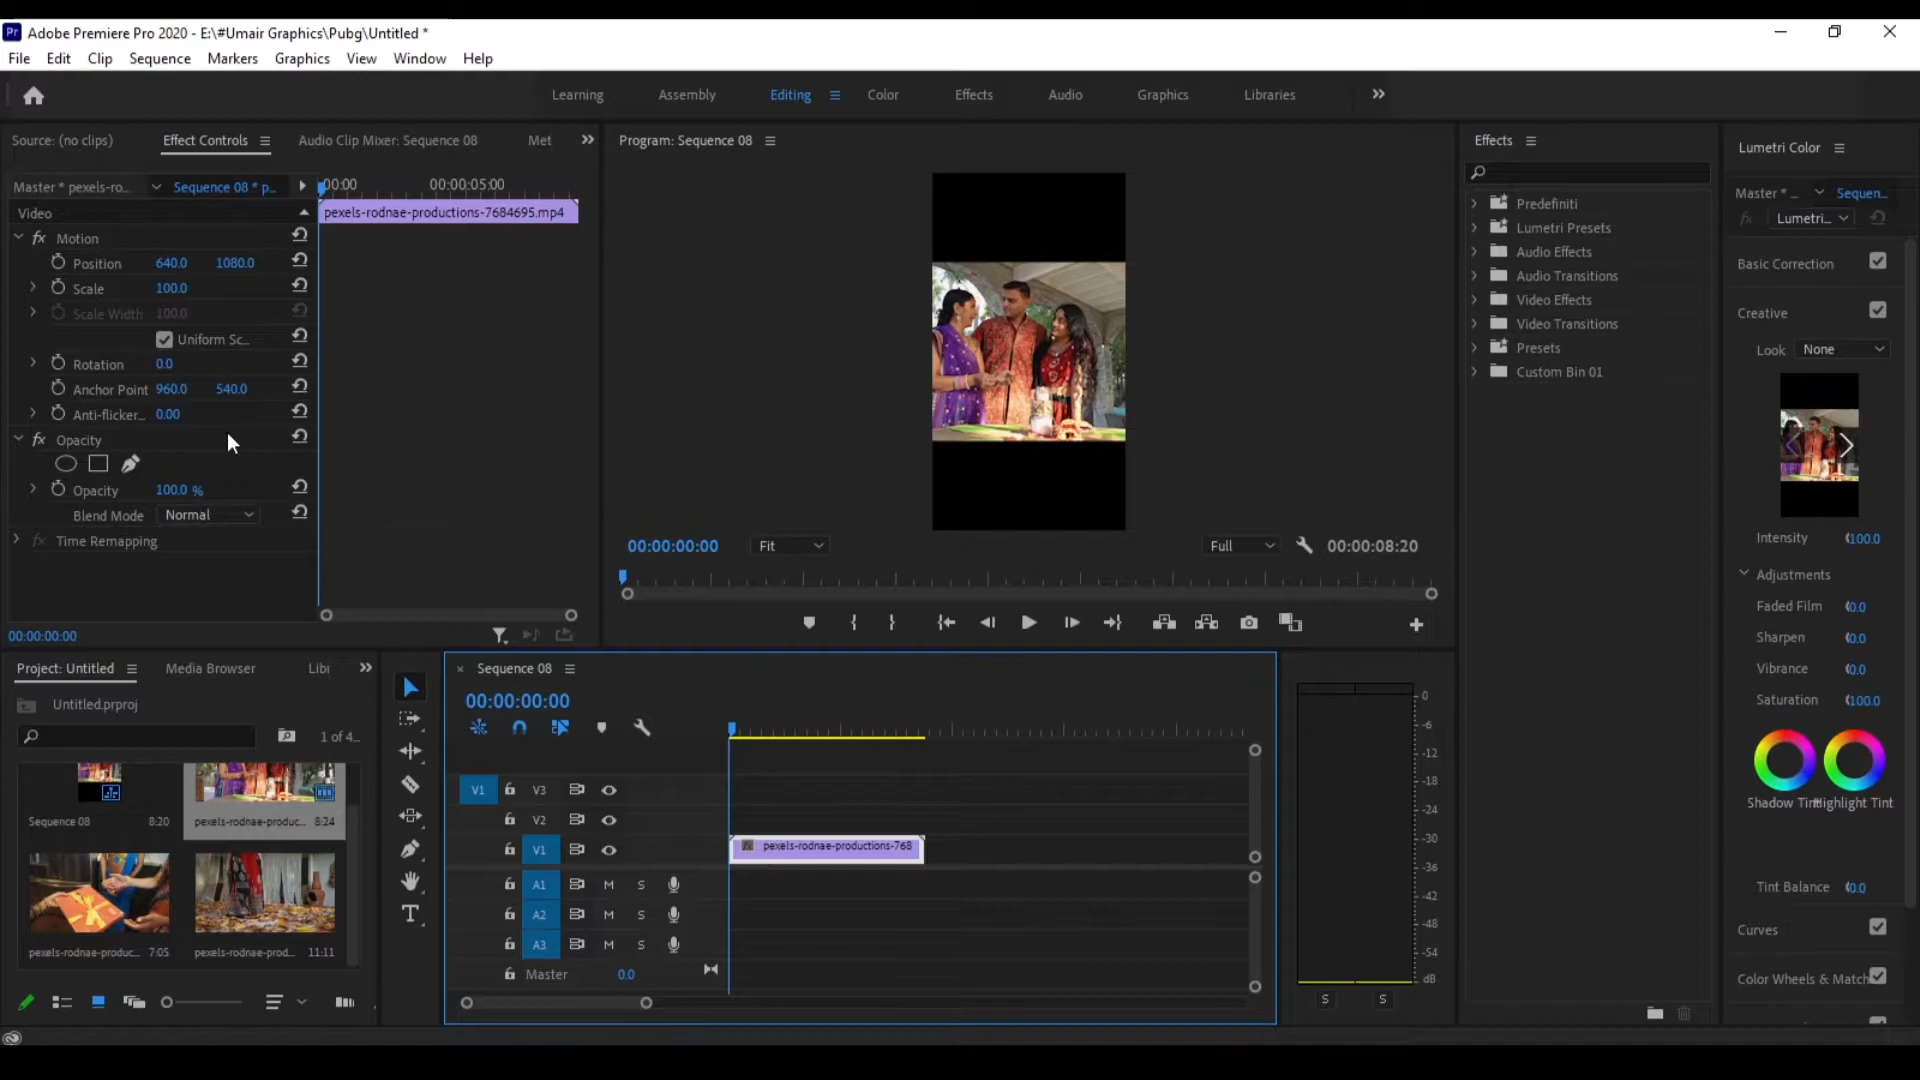 Adobe Premiere Pro 2020 - E:\#Umair Graphics\Pubg\Untitled *
File Edit Clip Sequence Markers Graphics View Window Help
Learning Assembly Editing Color Effects Audio Graphics Libraries
Source: (no clips) Effect Controls Audio Clip Mixer: Sequence 08 Met
Master * pexels-ro... Sequence 08 * p...
:00:00 00:00:05:00
Video
pexels-rodnae-productions-7684695.mp4
fx Motion
Position 640.0 1080.0
Scale 100.0
Scale Width 100.0
Uniform Sc...
Rotation 0.0
Anchor Point 960.0 540.0
Anti-flicker... 0.00
fx Opacity
Opacity 100.0 %
Blend Mode Normal
fx Time Remapping
00:00:00:00
Program: Sequence 08
00:00:00:00 Fit Full 00:00:08:20
Effects
Predefiniti
Lumetri Presets
Audio Effects
Audio Transitions
Video Effects
Video Transitions
Presets
Custom Bin 01
Lumetri Color
Master * ... Sequen...
fx Lumetri...
Basic Correction
Creative
Look None
Intensity 100.0
Adjustments
Faded Film 0.0
Sharpen 0.0
Vibrance 0.0
Saturation 100.0
Shadow Tint Highlight Tint
Tint Balance 0.0
Curves
Color Wheels & Match
Project: Untitled Media Browser Libr
Untitled.prproj
1 of 4...
Sequence 08 8:20
pexels-rodnae-produc... 8:24
pexels-rodnae-produc... 7:05
pexels-rodnae-prod... 11:11
Sequence 08
00:00:00:00
V1 V3
V2
V1 fx pexels-rodnae-productions-768
A1 M S
A2 M S
A3 M S
Master 0.0
0
-6
-12
-18
-24
-30
-36
-42
-48
-54
dB
S S